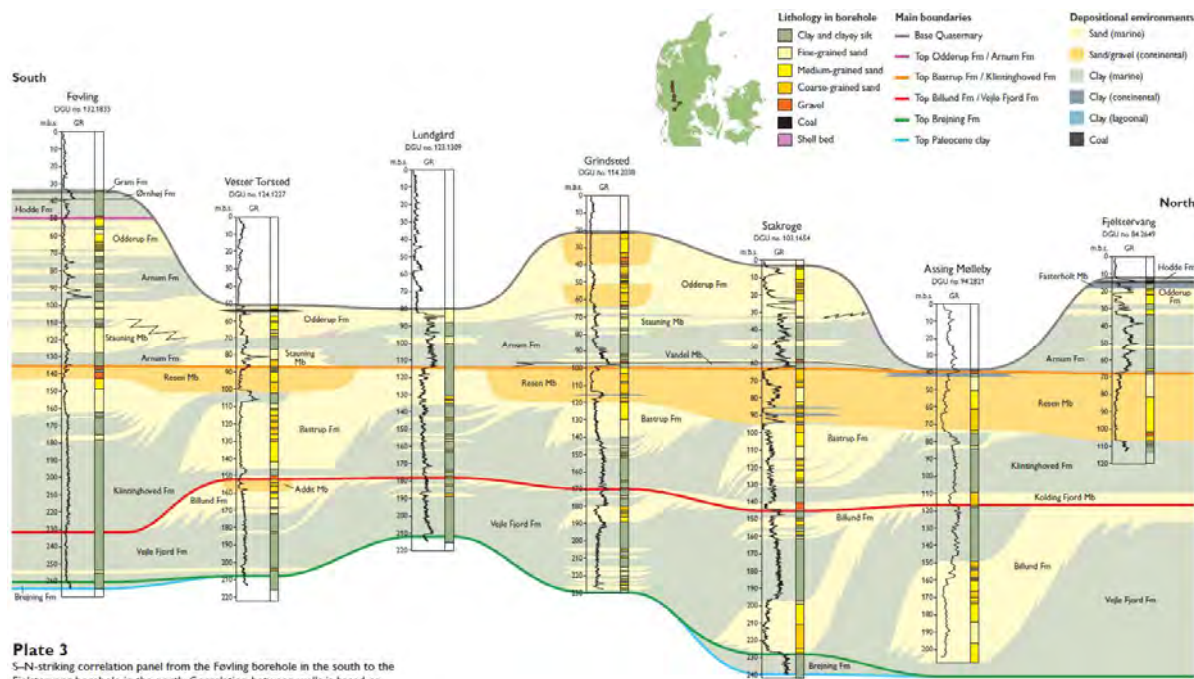 Lithology in borehole
Clay and clayey silt
Fine-grained sand
Medium-grained sand
Coarse-grained sand
Gravel
Coal
Shell bed
Main boundaries
Base Quaternary
Top Odderup Fm / Arnum Fm
Top Bastrup Fm / Klintinghoved Fm
Top Billund Fm / Vejle Fjord Fm
Top Brejning Fm
Top Paleocene clay
Depositional environments
Sand (marine)
Sand/gravel (continental)
Clay (marine)
Clay (continental)
Clay (lagoonal)
Coal
South
North
Føvling
DGU no. 132.1835
m.b.s. GR
Vester Torsted
DGU no. 124.1227
m.b.s. GR
Lundgård
DGU no. 123.1309
m.b.s. GR
Grindsted
DGU no. 114.2038
m.b.s. GR
Stakroge
DGU no. 103.1654
m.b.s. GR
Assing Mølleby
DGU no. 94.2821
m.b.s. GR
Fjelstervang
DGU no. 84.2649
m.b.s. GR
Gram Fm
Ørnhøj Fm
Hodde Fm
Odderup Fm
Arnum Fm
Stauning Mb
Arnum Fm
Resen Mb
Klintinghoved Fm
Billund Fm
Vejle Fjord Fm
Brejning Fm
Odderup Fm
Stauning Mb
Bastrup Fm
Addit Mb
Arnum Fm
Vejle Fjord Fm
Resen Mb
Odderup Fm
Stauning Mb
Vandel Mb
Bastrup Fm
Billund Fm
Brejning Fm
Bastrup Fm
Fasterholt Mb
Hodde Fm
Odderup Fm
Arnum Fm
Resen Mb
Klintinghoved Fm
Kolding Fjord Mb
Billund Fm
Vejle Fjord Fm
Plate 3
S–N-striking correlation panel from the Føvling borehole in the south to the